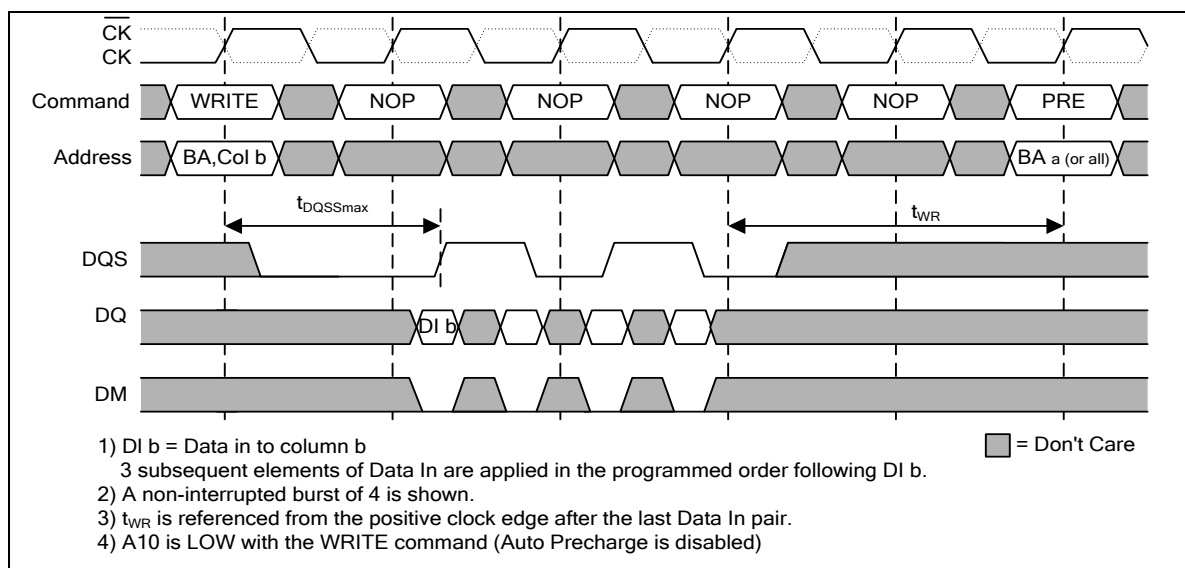 CK
CK
Command WRITE NOP NOP NOP NOP PRE
Address BA,Col b BA a (or all)
tDQSSmax tWR
DQS
DQ DI b
DM
1) DI b = Data in to column b = Don't Care
3 subsequent elements of Data In are applied in the programmed order following DI b.
2) A non-interrupted burst of 4 is shown.
3) tWR is referenced from the positive clock edge after the last Data In pair.
4) A10 is LOW with the WRITE command (Auto Precharge is disabled)